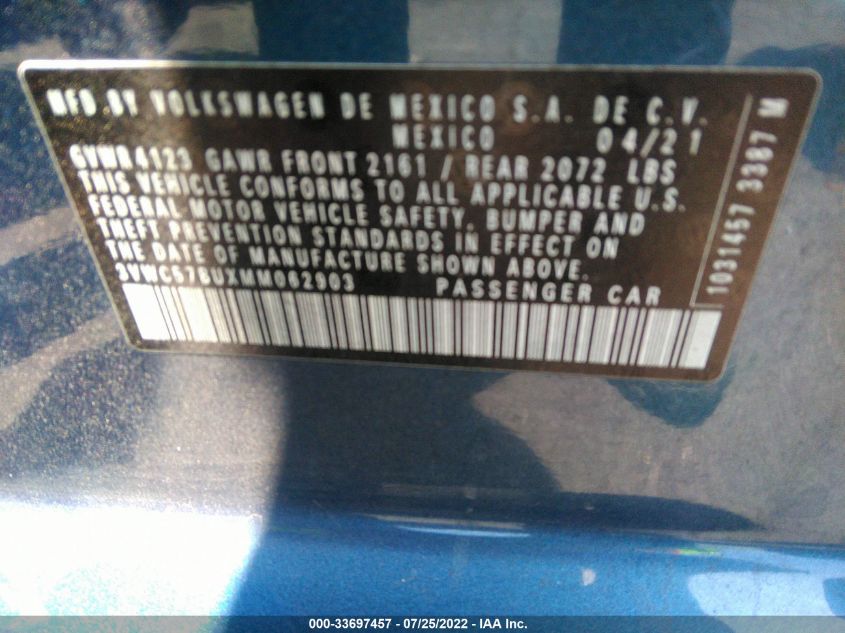 MFD. BY VOLKSWAGEN DE MEXICO S.A. DE C.V.
MEXICO 04/21
GVWR4123 GAWR FRONT 2161 / REAR 2072 LBS
THIS VEHICLE CONFORMS TO ALL APPLICABLE U.S.
FEDERAL MOTOR VEHICLE SAFETY, BUMPER AND
THEFT PREVENTION STANDARDS IN EFFECT ON
THE DATE OF MANUFACTURE SHOWN ABOVE.
3VWC57BUXMM062903 PASSENGER CAR
1031457 3387 M
000-33697457 - 07/25/2022 - IAA Inc.